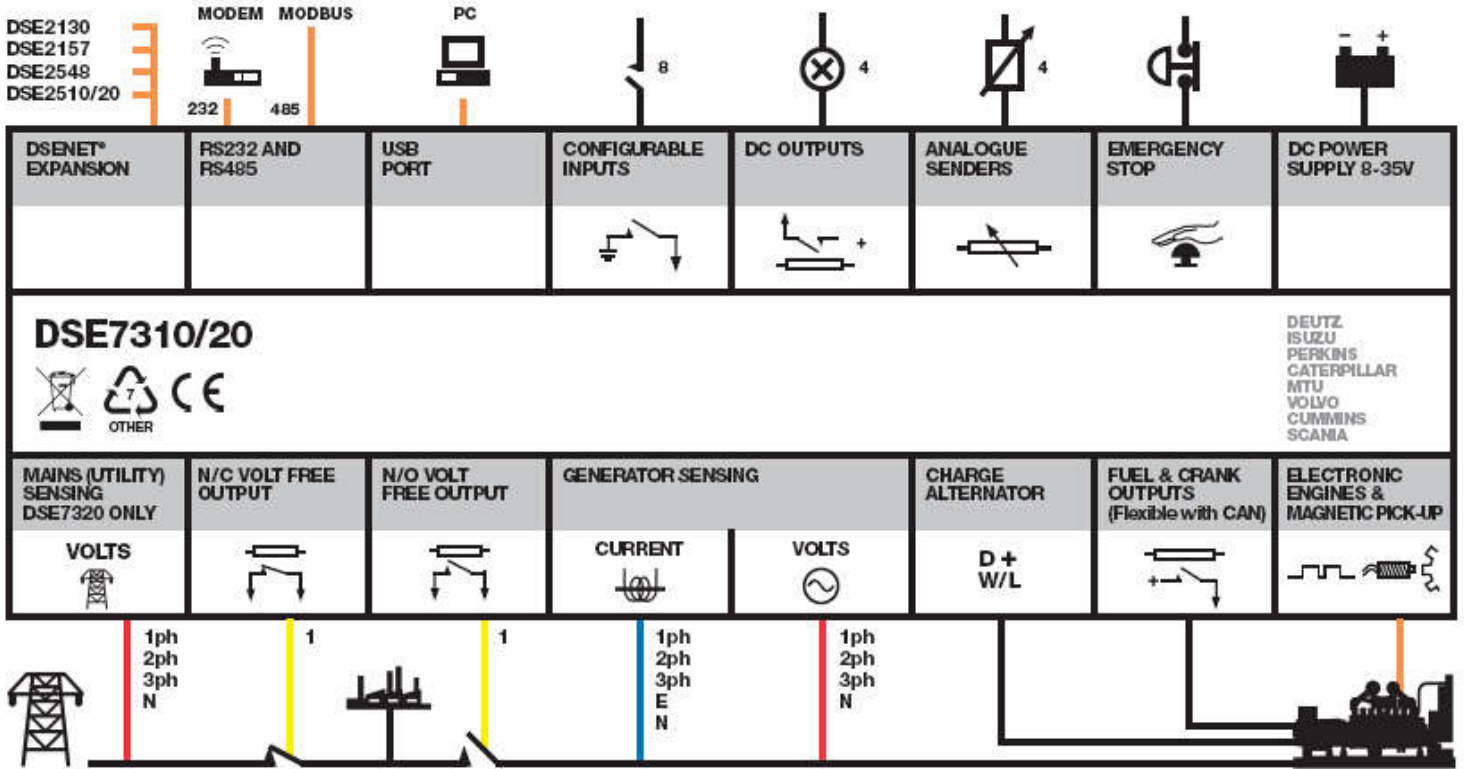 DSE2130
DSE2157
DSE2548
DSE2510/20
MODEM
MODBUS
PC
232
485
8
4
4
- +
DSENET®
EXPANSION
RS232 AND
RS485
USB
PORT
CONFIGURABLE
INPUTS
DC OUTPUTS
ANALOGUE
SENDERS
EMERGENCY
STOP
DC POWER
SUPPLY 8-35V
+
DSE7310/20
7
OTHER
CE
DEUTZ
ISUZU
PERKINS
CATERPILLAR
MTU
VOLVO
CUMMINS
SCANIA
MAINS (UTILITY)
SENSING
DSE7320 ONLY
VOLTS
N/C VOLT FREE
OUTPUT
N/O VOLT
FREE OUTPUT
GENERATOR SENSING
CURRENT
VOLTS
CHARGE
ALTERNATOR
D +
W/L
FUEL & CRANK
OUTPUTS
(Flexible with CAN)
+
ELECTRONIC
ENGINES &
MAGNETIC PICK-UP
1ph
2ph
3ph
N
1
1
1ph
2ph
3ph
E
N
1ph
2ph
3ph
N